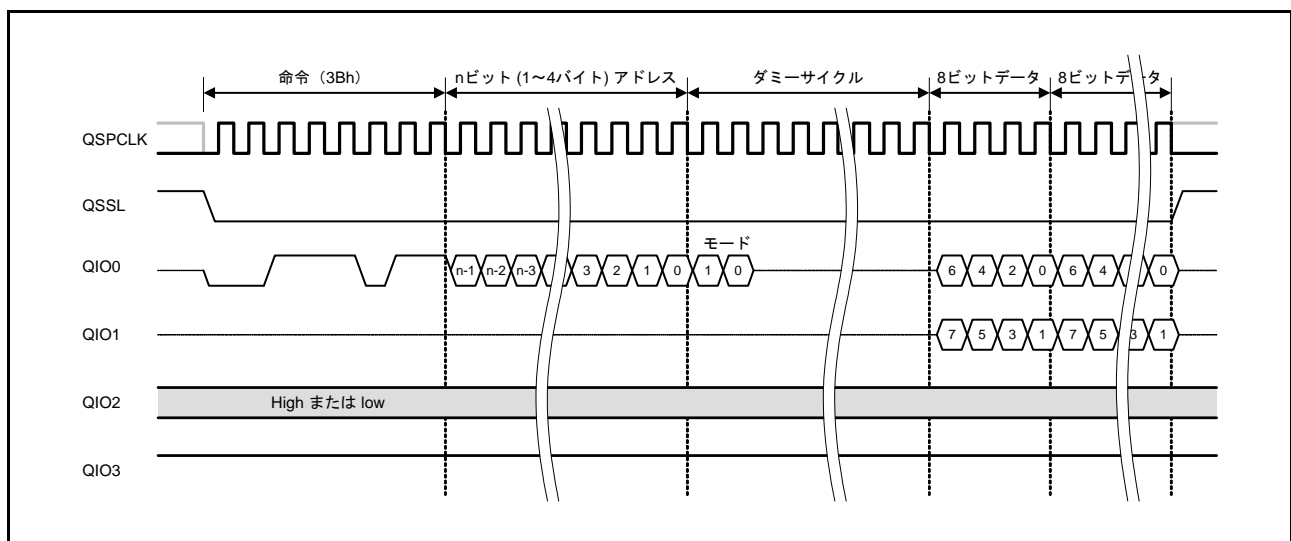 命令（3Bh） nビット (1～4バイト) アドレス ダミーサイクル 8ビットデータ 8ビットデータ
QSPCLK
QSSL
モード
QIO0 n-1 n-2 n-3 3 2 1 0 1 0 6 4 2 0 6 4 0
QIO1 7 5 3 1 7 5 3 1
QIO2 High または low
QIO3